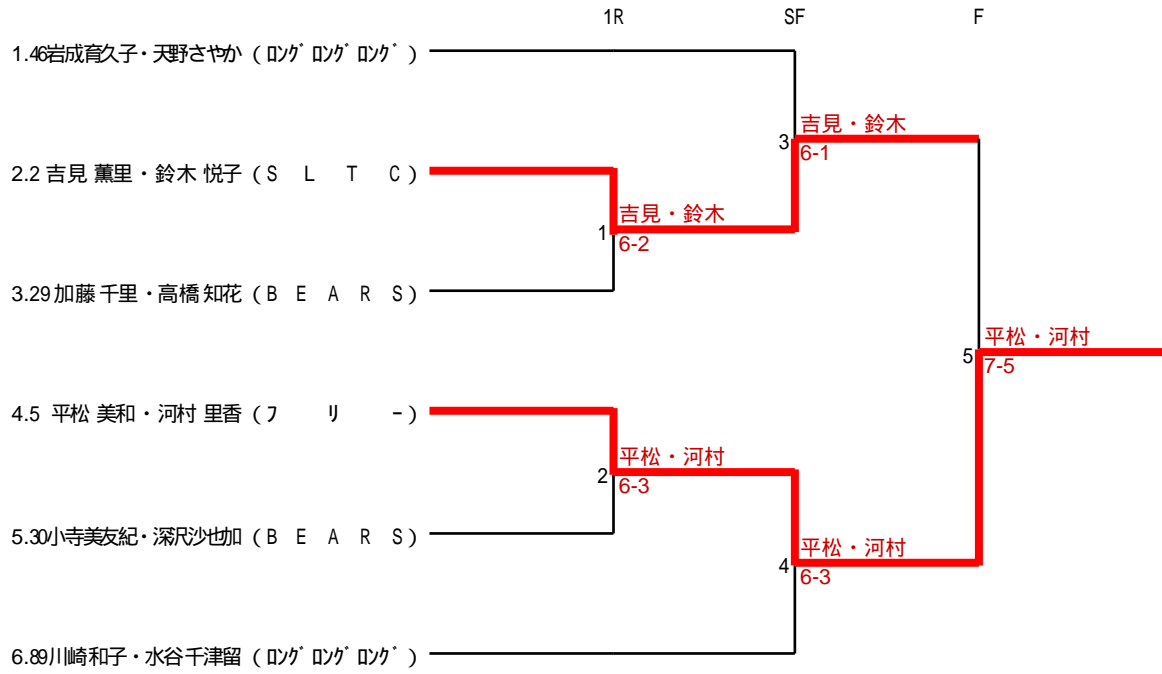 1R SF F
1.46岩成育久子・天野さやか (ﾛﾝｸﾞﾛﾝｸﾞﾛﾝｸﾞ)
吉見・鈴木
3
6-1
2.2 吉見 薫里・鈴木 悦子 (S L T C)
吉見・鈴木
1
6-2
3.29 加藤 千里・高橋 知花 (B E A R S)
平松・河村
5
7-5
4.5 平松 美和・河村 里香 (フ リ ー)
平松・河村
2
6-3
5.30小寺美友紀・深沢沙也加 (B E A R S)
平松・河村
4
6-3
6.89川崎和子・水谷千津留 (ﾛﾝｸﾞﾛﾝｸﾞﾛﾝｸﾞ)